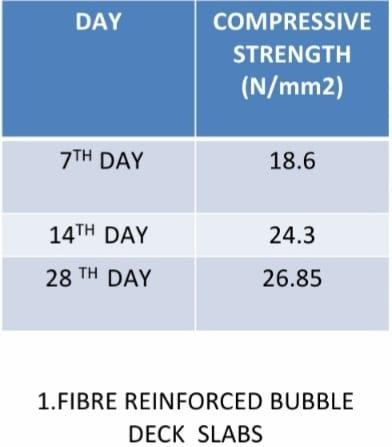 DAY
COMPRESSIVE
STRENGTH
(N/mm2)
7TH DAY
18.6
14TH DAY
24.3
28 TH DAY
26.85
1.FIBRE REINFORCED BUBBLE
DECK SLABS